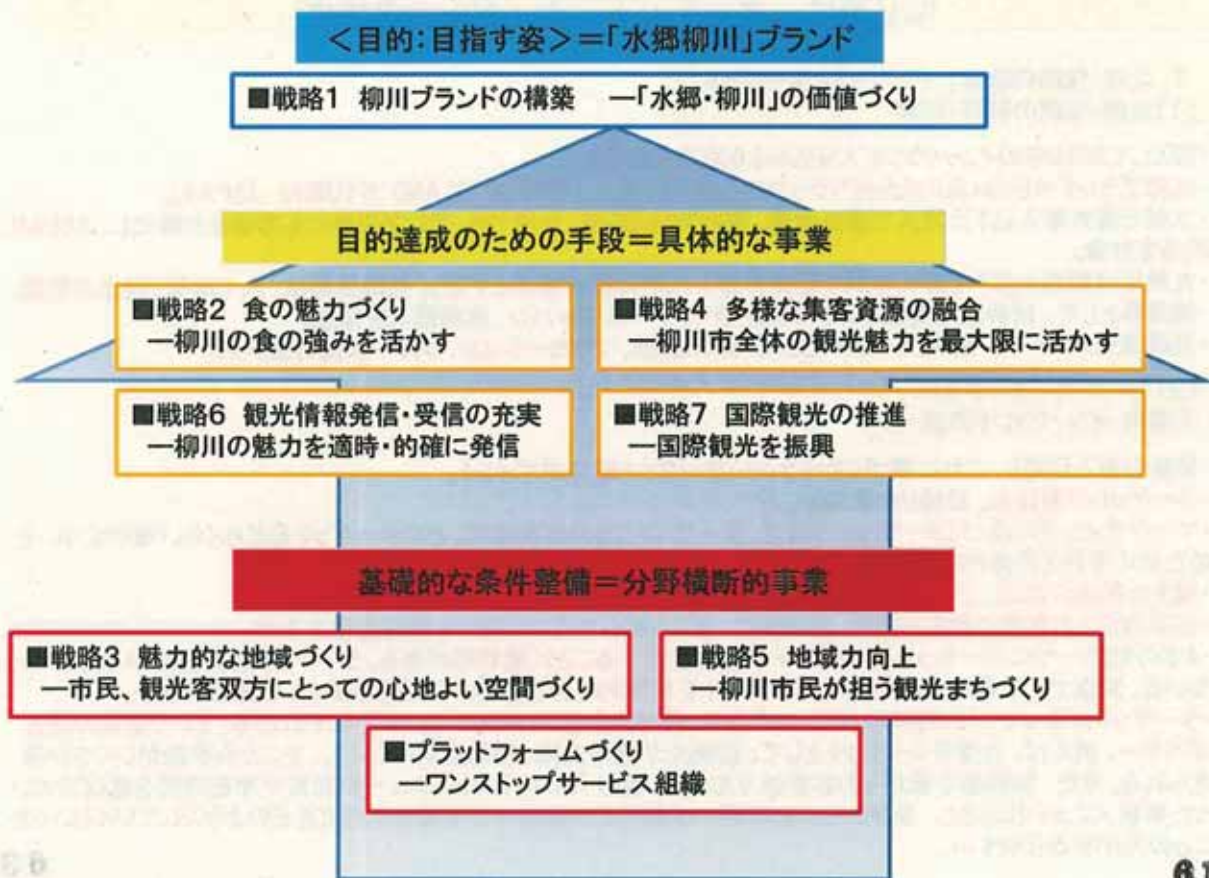 ＜目的：目指す姿＞＝「水郷柳川」ブランド
■戦略1 柳川ブランドの構築 ―「水郷・柳川」の価値づくり
目的達成のための手段＝具体的な事業
■戦略2 食の魅力づくり
―柳川の食の強みを活かす
■戦略4 多様な集客資源の融合
―柳川市全体の観光魅力を最大限に活かす
■戦略6 観光情報発信・受信の充実
―柳川の魅力を適時・的確に発信
■戦略7 国際観光の推進
―国際観光を振興
基礎的な条件整備＝分野横断的事業
■戦略3 魅力的な地域づくり
―市民、観光客双方にとっての心地よい空間づくり
■戦略5 地域力向上
―柳川市民が担う観光まちづくり
■プラットフォームづくり
―ワンストップサービス組織